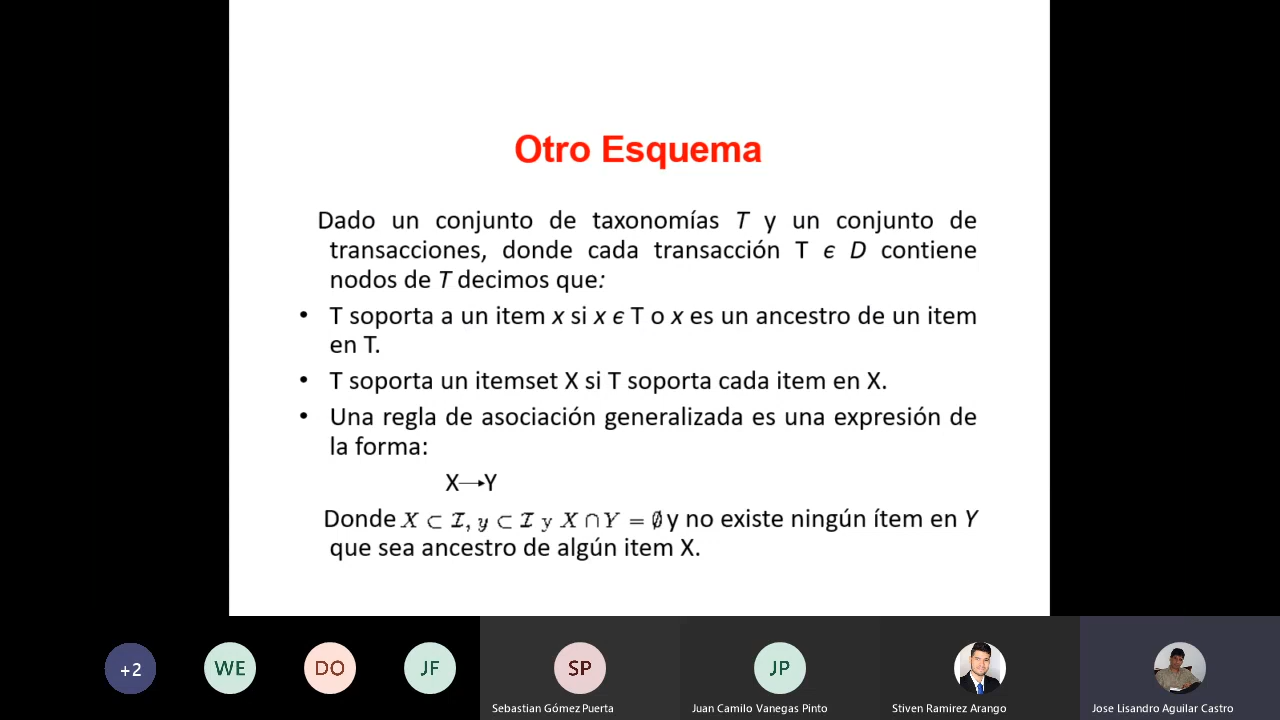 Otro Esquema
Dado un conjunto de taxonomías T y un conjunto de
transacciones, donde cada transacción T ϵ D contiene
nodos de T decimos que:
• T soporta a un item x si x ϵ T o x es un ancestro de un item
en T.
• T soporta un itemset X si T soporta cada item en X.
• Una regla de asociación generalizada es una expresión de
la forma:
X→Y
Donde X ⊂ I, y ⊂ I y X ∩ Y = ∅ y no existe ningún ítem en Y
que sea ancestro de algún item X.
+2
WE
DO
JF
SP
JP
Sebastian Gómez Puerta
Juan Camilo Vanegas Pinto
Stiven Ramirez Arango
Jose Lisandro Aguilar Castro